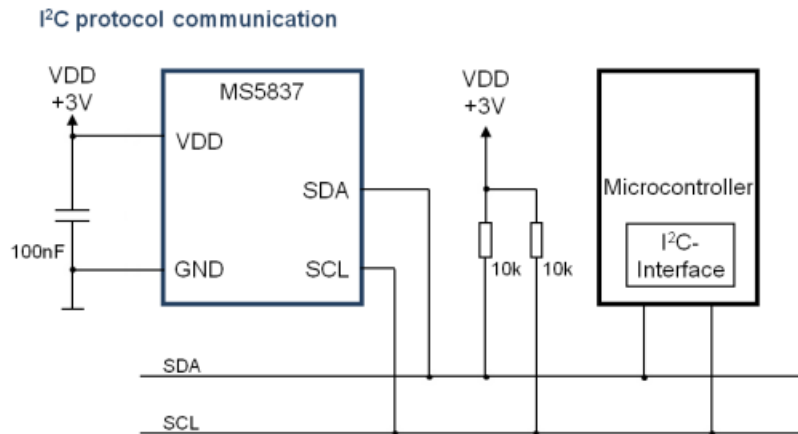 I²C protocol communication
VDD
+3V
MS5837
VDD
SDA
100nF
GND
SCL
VDD
+3V
10k
10k
Microcontroller
I²C-
Interface
SDA
SCL